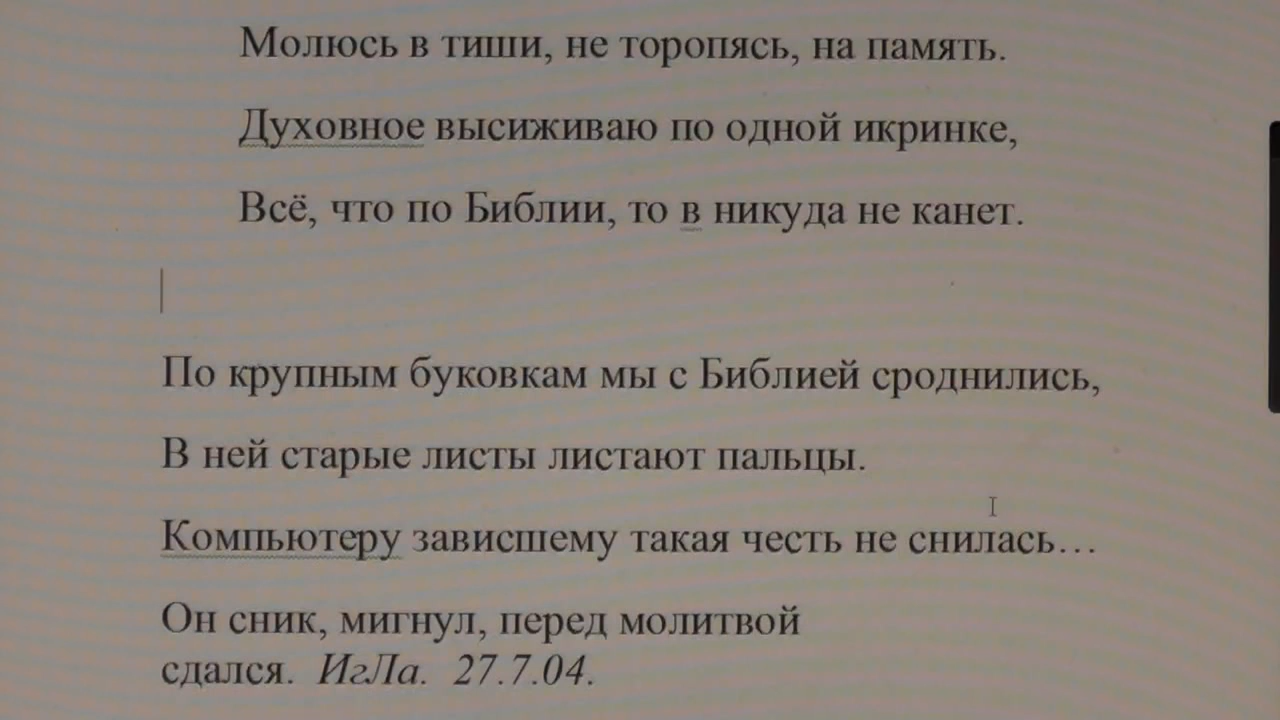 Молюсь в тиши, не торопясь, на память.
Духовное высиживаю по одной икринке,
Всё, что по Библии, то в никуда не канет.
По крупным буковкам мы с Библией сроднились,
В ней старые листы листают пальцы.
Компьютеру зависшему такая честь не снилась…
Он сник, мигнул, перед молитвой
сдался. ИгЛа. 27.7.04.